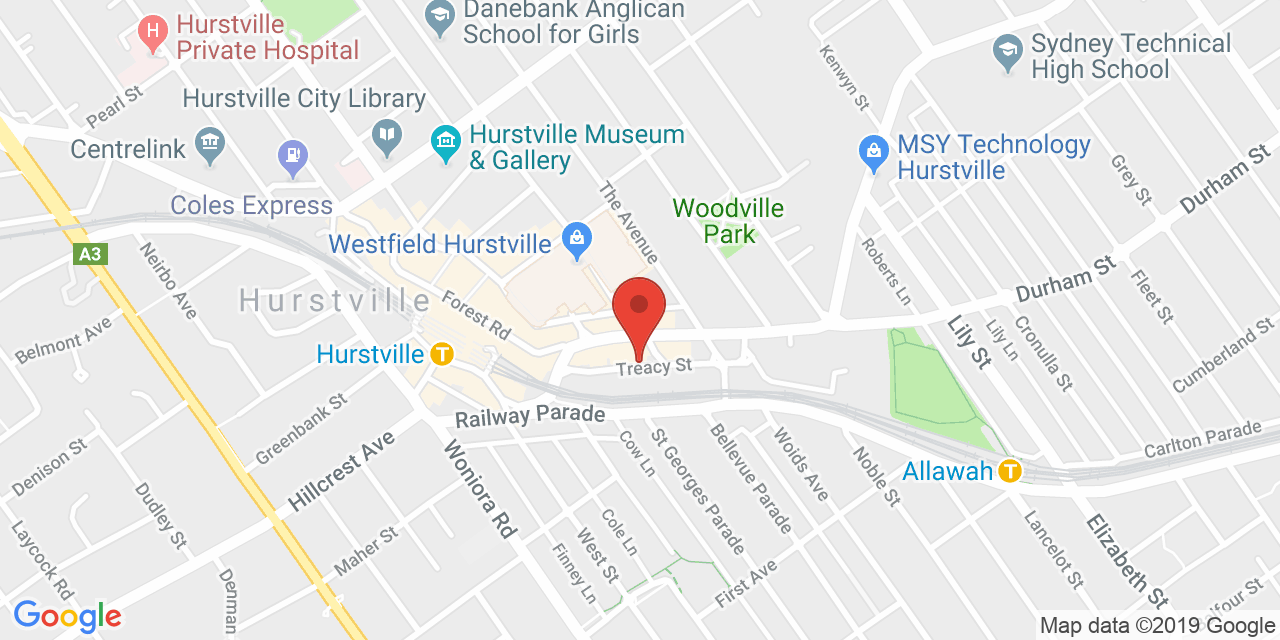 Danebank Anglican
School for Girls
Hurstville
Private Hospital
H
Sydney Technical
High School
Kenwyn St
Pearl St
Hurstville City Library
Hurstville Museum
& Gallery
Centrelink
MSY Technology
Hurstville
Grey St
Durham St
Coles Express
The Avenue
Woodville
Park
Westfield Hurstville
A3
Neirbo Ave
Roberts Ln
Durham St
Fleet St
Hurstville
Forest Rd
Belmont Ave
Lily St
Lily Ln
Cronulla St
Cumberland St
Hurstville
T
Treacy St
Railway Parade
Greenbank St
Hillcrest Ave
Woniora Rd
Cow Ln
St Georges Parade
Bellevue Parade
Woids Ave
Noble St
Carlton Parade
Allawah
T
Denison St
Dudley St
Laycock Rd
Maher St
Cole Ln
West St
Finney Ln
First Ave
Lancelot St
Elizabeth St
Denman
Balfour St
Google
Map data ©2019 Google